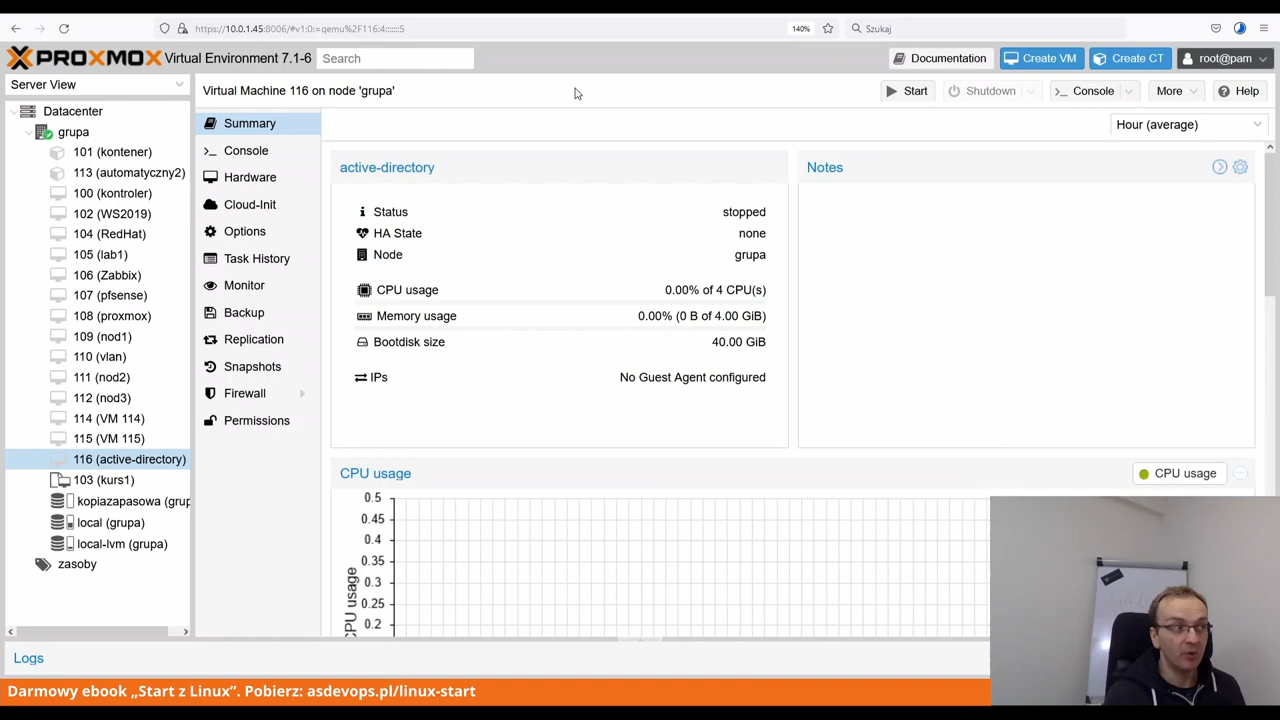 https://10.0.1.45:8006/#v1:0:=qemu%2F116:4::::::5
140%
Szukaj
PROXMOX Virtual Environment 7.1-6
Search
Documentation
Create VM
Create CT
root@pam
Server View
Virtual Machine 116 on node 'grupa'
Start
Shutdown
Console
More
Help
Datacenter
grupa
101 (kontener)
113 (automatyczny2)
100 (kontroler)
102 (WS2019)
104 (RedHat)
105 (lab1)
106 (Zabbix)
107 (pfsense)
108 (proxmox)
109 (nod1)
110 (vlan)
111 (nod2)
112 (nod3)
114 (VM 114)
115 (VM 115)
116 (active-directory)
103 (kurs1)
kopiazapasowa (grup
local (grupa)
local-lvm (grupa)
zasoby
Summary
Console
Hardware
Cloud-Init
Options
Task History
Monitor
Backup
Replication
Snapshots
Firewall
Permissions
Hour (average)
active-directory
Status stopped
HA State none
Node grupa
CPU usage 0.00% of 4 CPU(s)
Memory usage 0.00% (0 B of 4.00 GiB)
Bootdisk size 40.00 GiB
IPs No Guest Agent configured
Notes
CPU usage
CPU usage
0.5
0.45
0.4
0.35
0.3
0.25
0.2
CPU usage
Logs
Darmowy ebook „Start z Linux”. Pobierz: asdevops.pl/linux-start